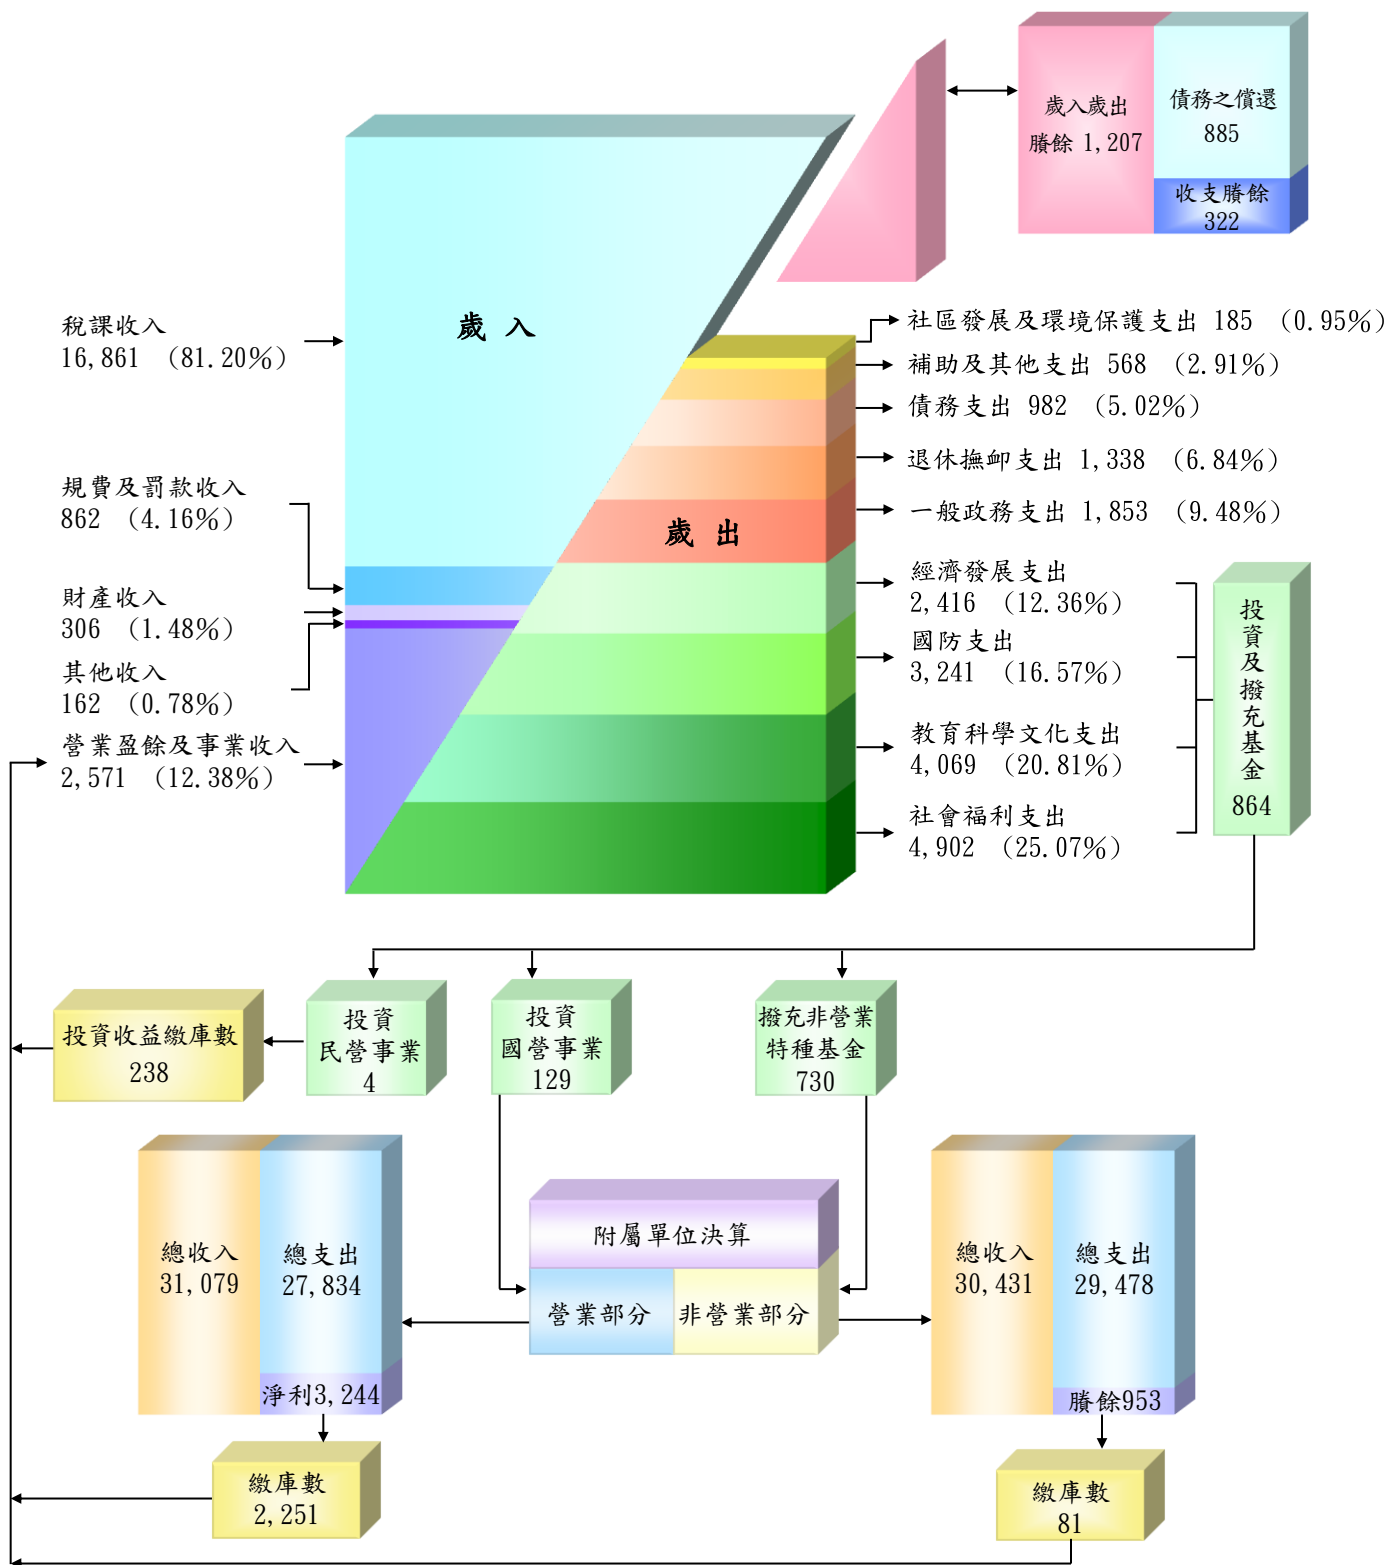 歲入歲出
賸餘 1,207
債務之償還
885
收支賸餘
322
歲 入
歲 出
稅課收入
16,861 （81.20%）
規費及罰款收入
862 （4.16%）
財產收入
306 （1.48%）
其他收入
162 （0.78%）
營業盈餘及事業收入
2,571 （12.38%）
社區發展及環境保護支出 185 （0.95%）
補助及其他支出 568 （2.91%）
債務支出 982 （5.02%）
退休撫卹支出 1,338 （6.84%）
一般政務支出 1,853 （9.48%）
經濟發展支出
2,416 （12.36%）
國防支出
3,241 （16.57%）
教育科學文化支出
4,069 （20.81%）
社會福利支出
4,902 （25.07%）
投資及撥充基金
864
投資收益繳庫數
238
投資
民營事業
4
投資
國營事業
129
撥充非營業
特種基金
730
總收入
31,079
總支出
27,834
淨利3,244
附屬單位決算
營業部分
非營業部分
總收入
30,431
總支出
29,478
賸餘953
繳庫數
2,251
繳庫數
81